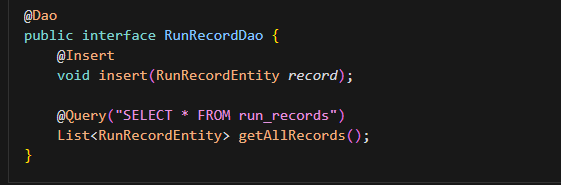 @Dao
public interface RunRecordDao {
    @Insert
    void insert(RunRecordEntity record);

    @Query("SELECT * FROM run_records")
    List<RunRecordEntity> getAllRecords();
}